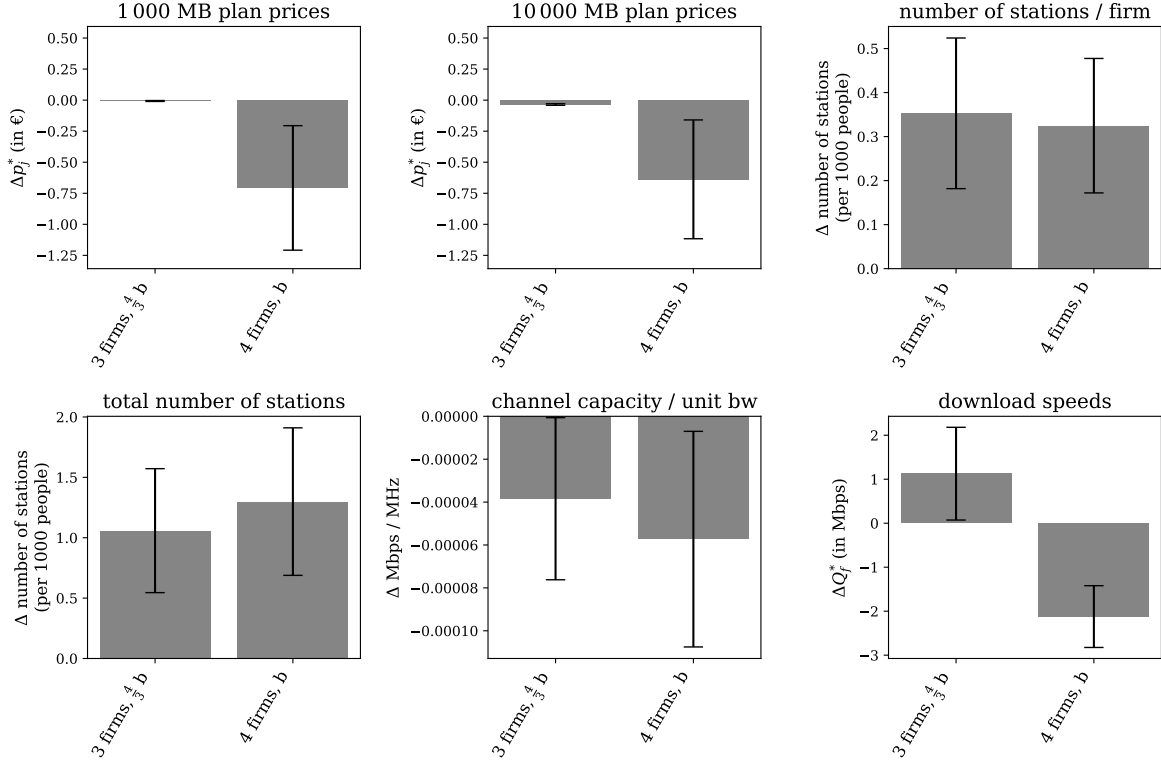 1 000 MB plan prices
0.50
0.25
0.00
−0.25
−0.50
−0.75
−1.00
−1.25
Δp*j (in €)
3 firms, 4/3 b
4 firms, b
10 000 MB plan prices
0.50
0.25
0.00
−0.25
−0.50
−0.75
−1.00
−1.25
Δp*j (in €)
3 firms, 4/3 b
4 firms, b
number of stations / firm
0.5
0.4
0.3
0.2
0.1
0.0
Δ number of stations
(per 1000 people)
3 firms, 4/3 b
4 firms, b
total number of stations
2.0
1.5
1.0
0.5
0.0
Δ number of stations
(per 1000 people)
3 firms, 4/3 b
4 firms, b
channel capacity / unit bw
0.00000
−0.00002
−0.00004
−0.00006
−0.00008
−0.00010
Δ Mbps / MHz
3 firms, 4/3 b
4 firms, b
download speeds
2
1
0
−1
−2
−3
ΔQ*f (in Mbps)
3 firms, 4/3 b
4 firms, b